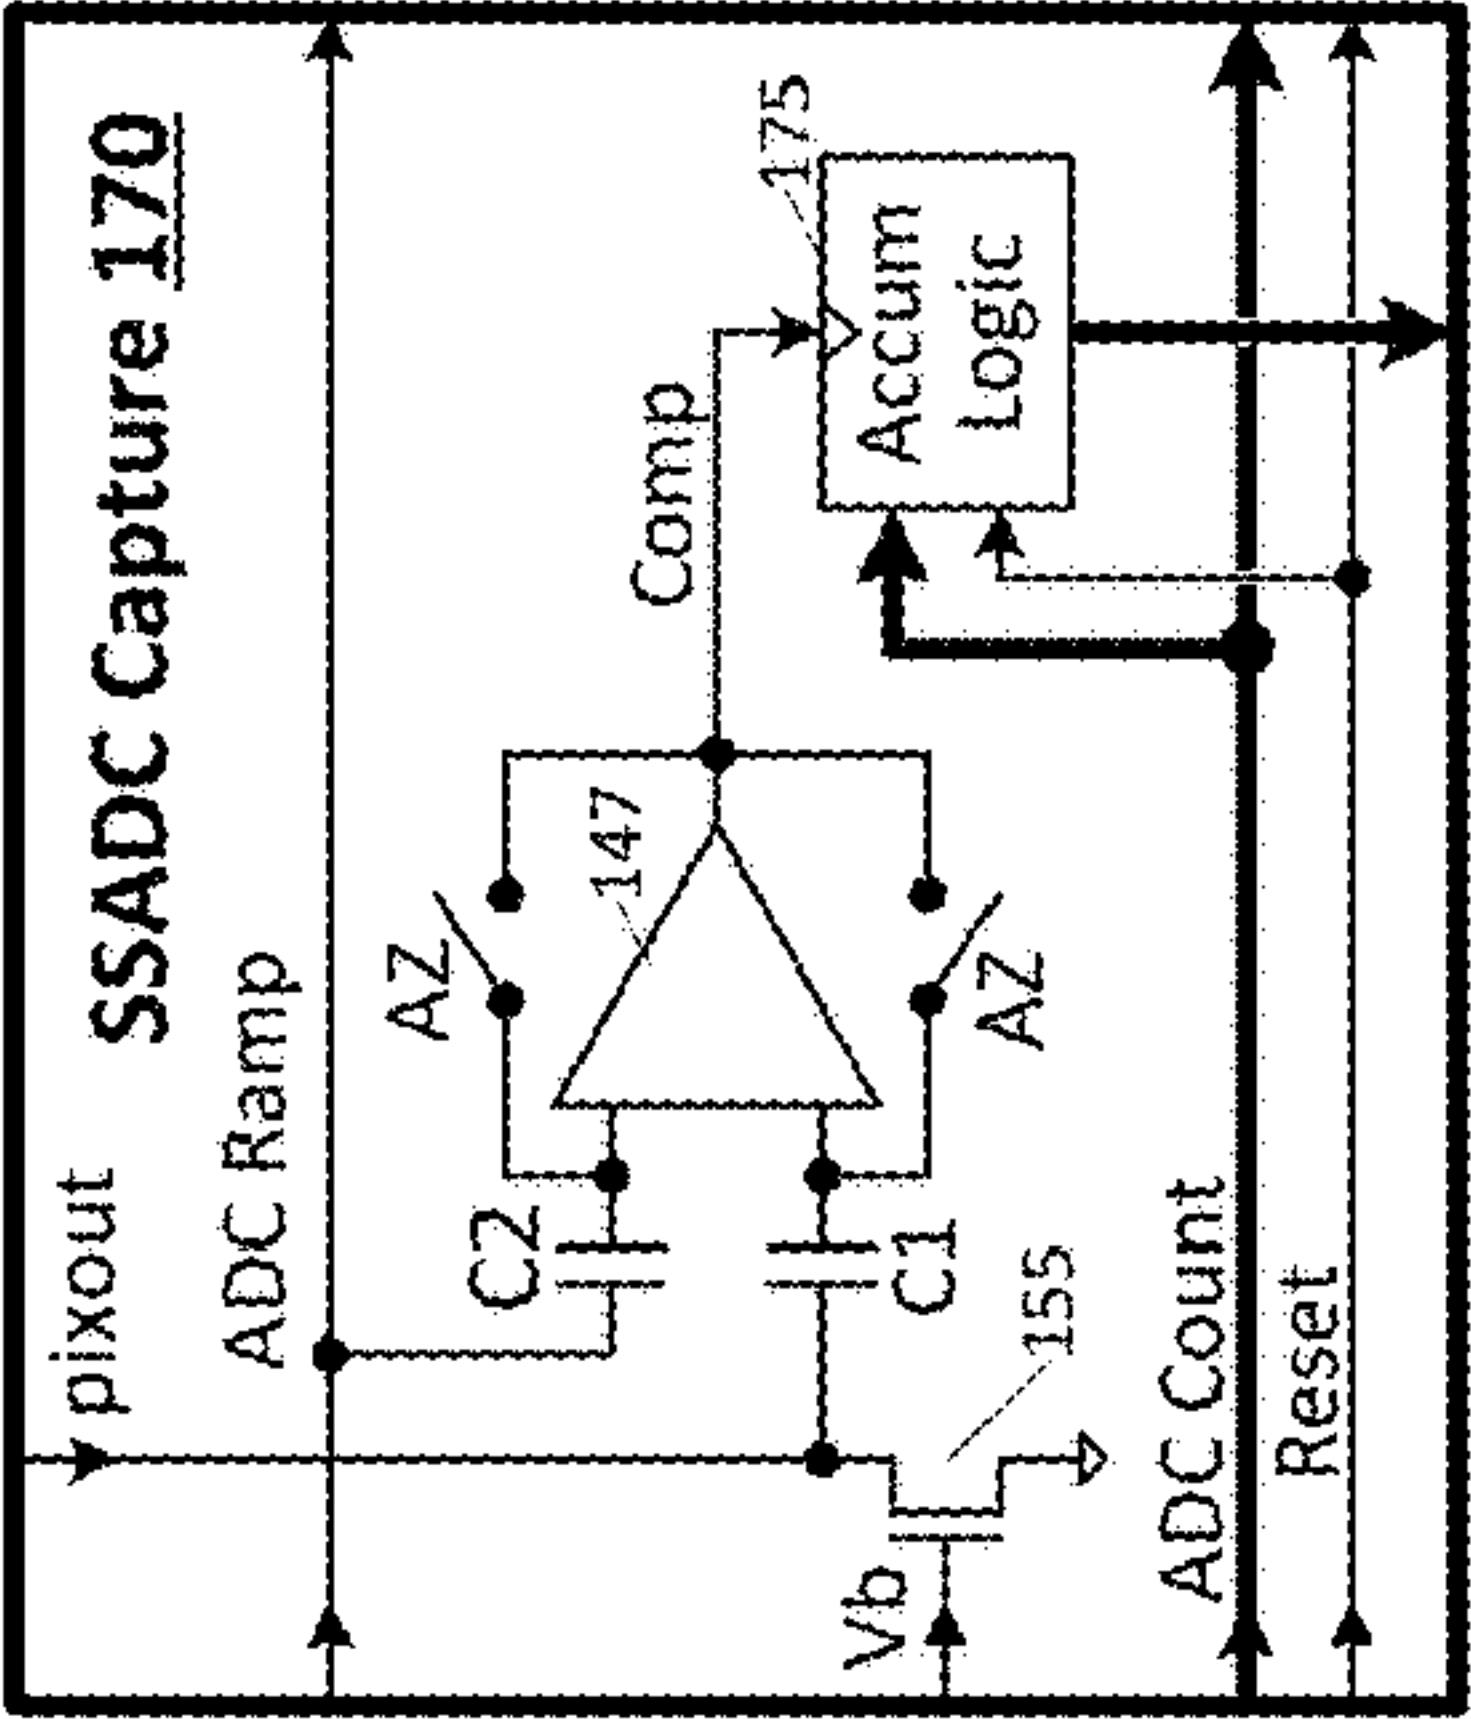 pixout
SSADC Capture 170
ADC Ramp
AZ
147
C2
Comp
175
Accum
Logic
C1
AZ
155
Vb
ADC Count
Reset